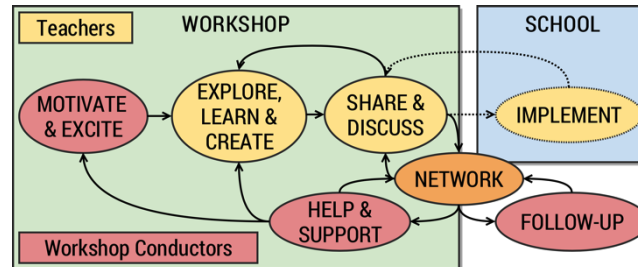 Teachers
WORKSHOP
SCHOOL
MOTIVATE
& EXCITE
EXPLORE,
LEARN &
CREATE
SHARE &
DISCUSS
IMPLEMENT
NETWORK
HELP &
SUPPORT
FOLLOW-UP
Workshop Conductors